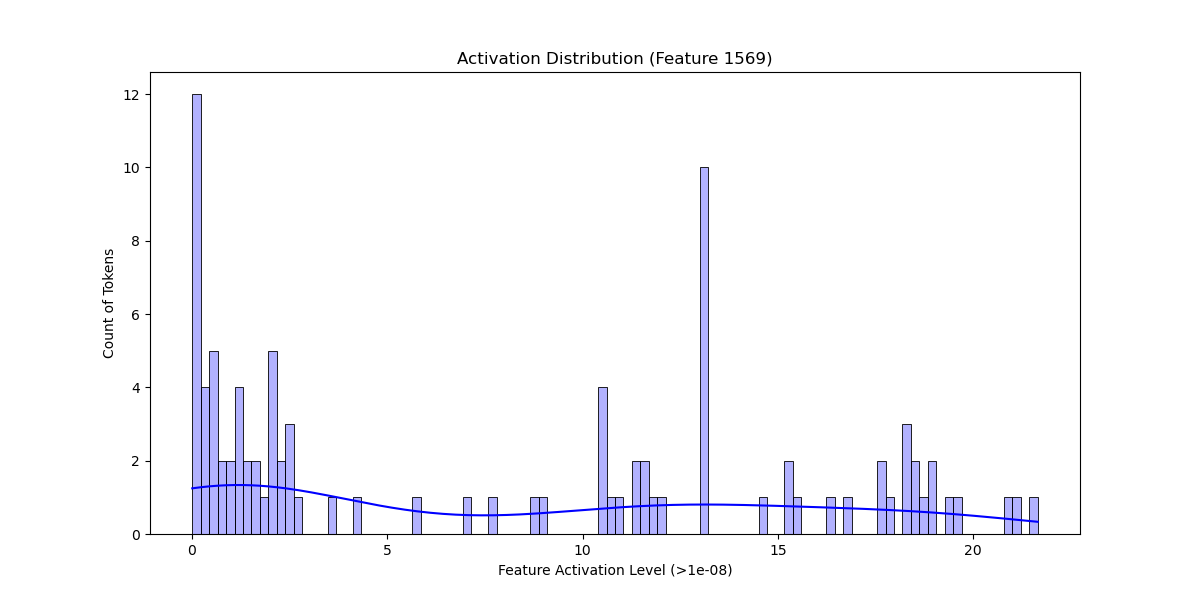 Activation Distribution (Feature 1569)
12
10
8
6
4
2
0
Count of Tokens
0 5 10 15 20
Feature Activation Level (>1e-08)